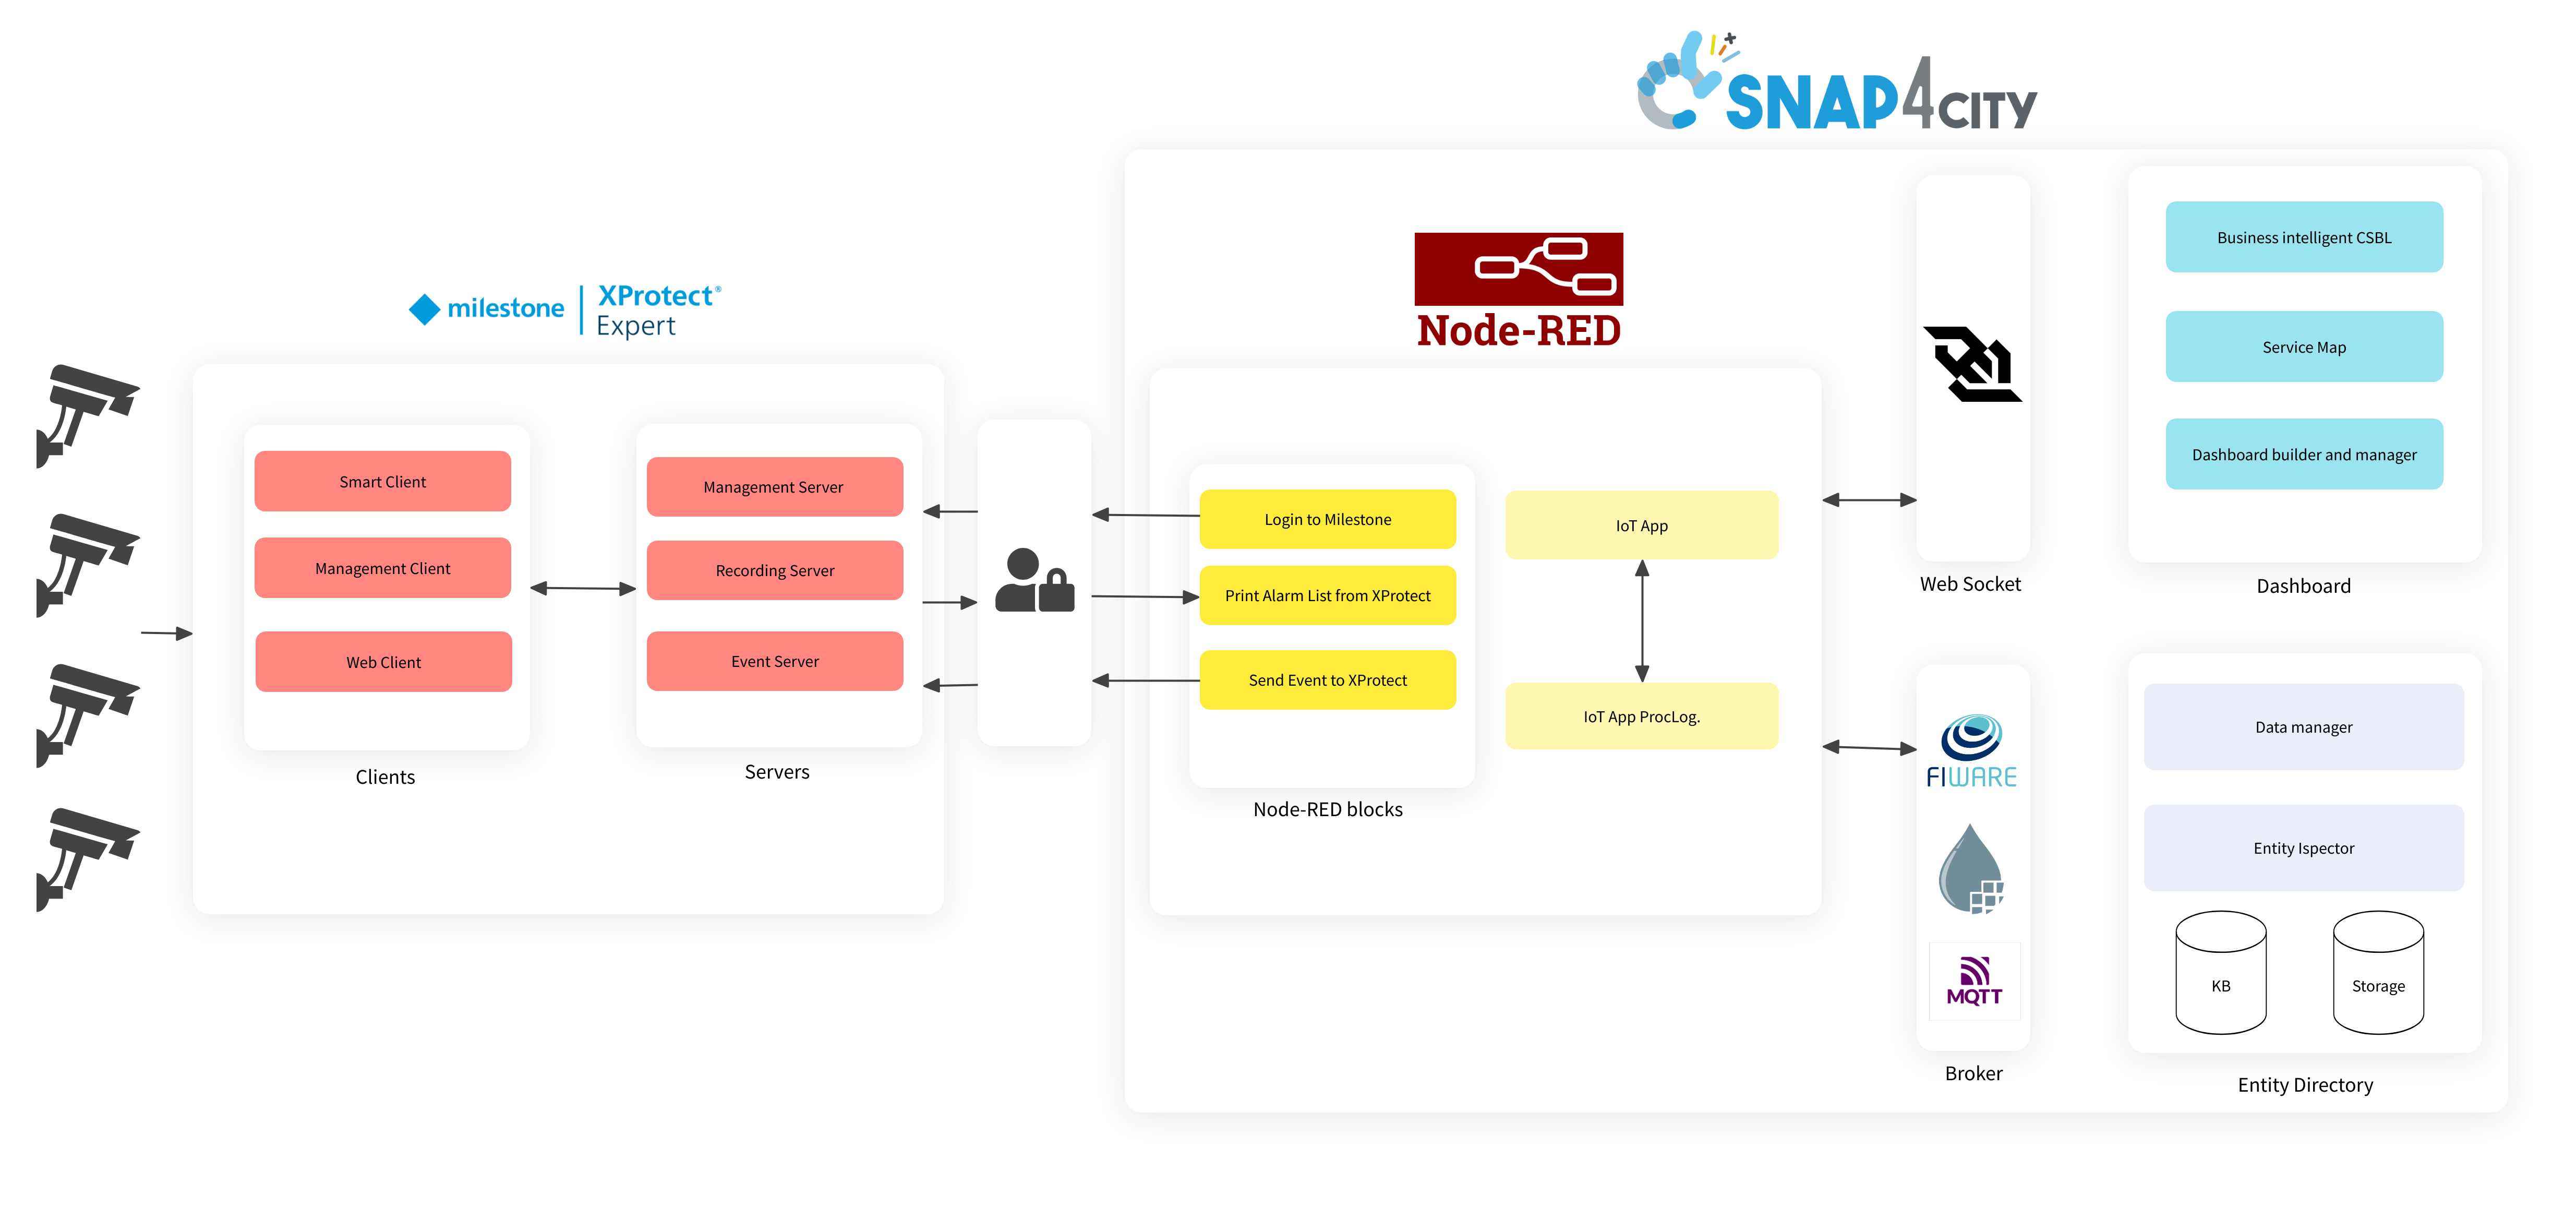 SNAP4CITY
milestone
XProtect®
Expert
Smart Client
Management Client
Web Client
Clients
Management Server
Recording Server
Event Server
Servers
Node-RED
Login to Milestone
Print Alarm List from XProtect
Send Event to XProtect
Node-RED blocks
IoT App
IoT App ProcLog.
Web Socket
FIWARE
MQTT
Broker
Business intelligent CSBL
Service Map
Dashboard builder and manager
Dashboard
Data manager
Entity Ispector
KB
Storage
Entity Directory